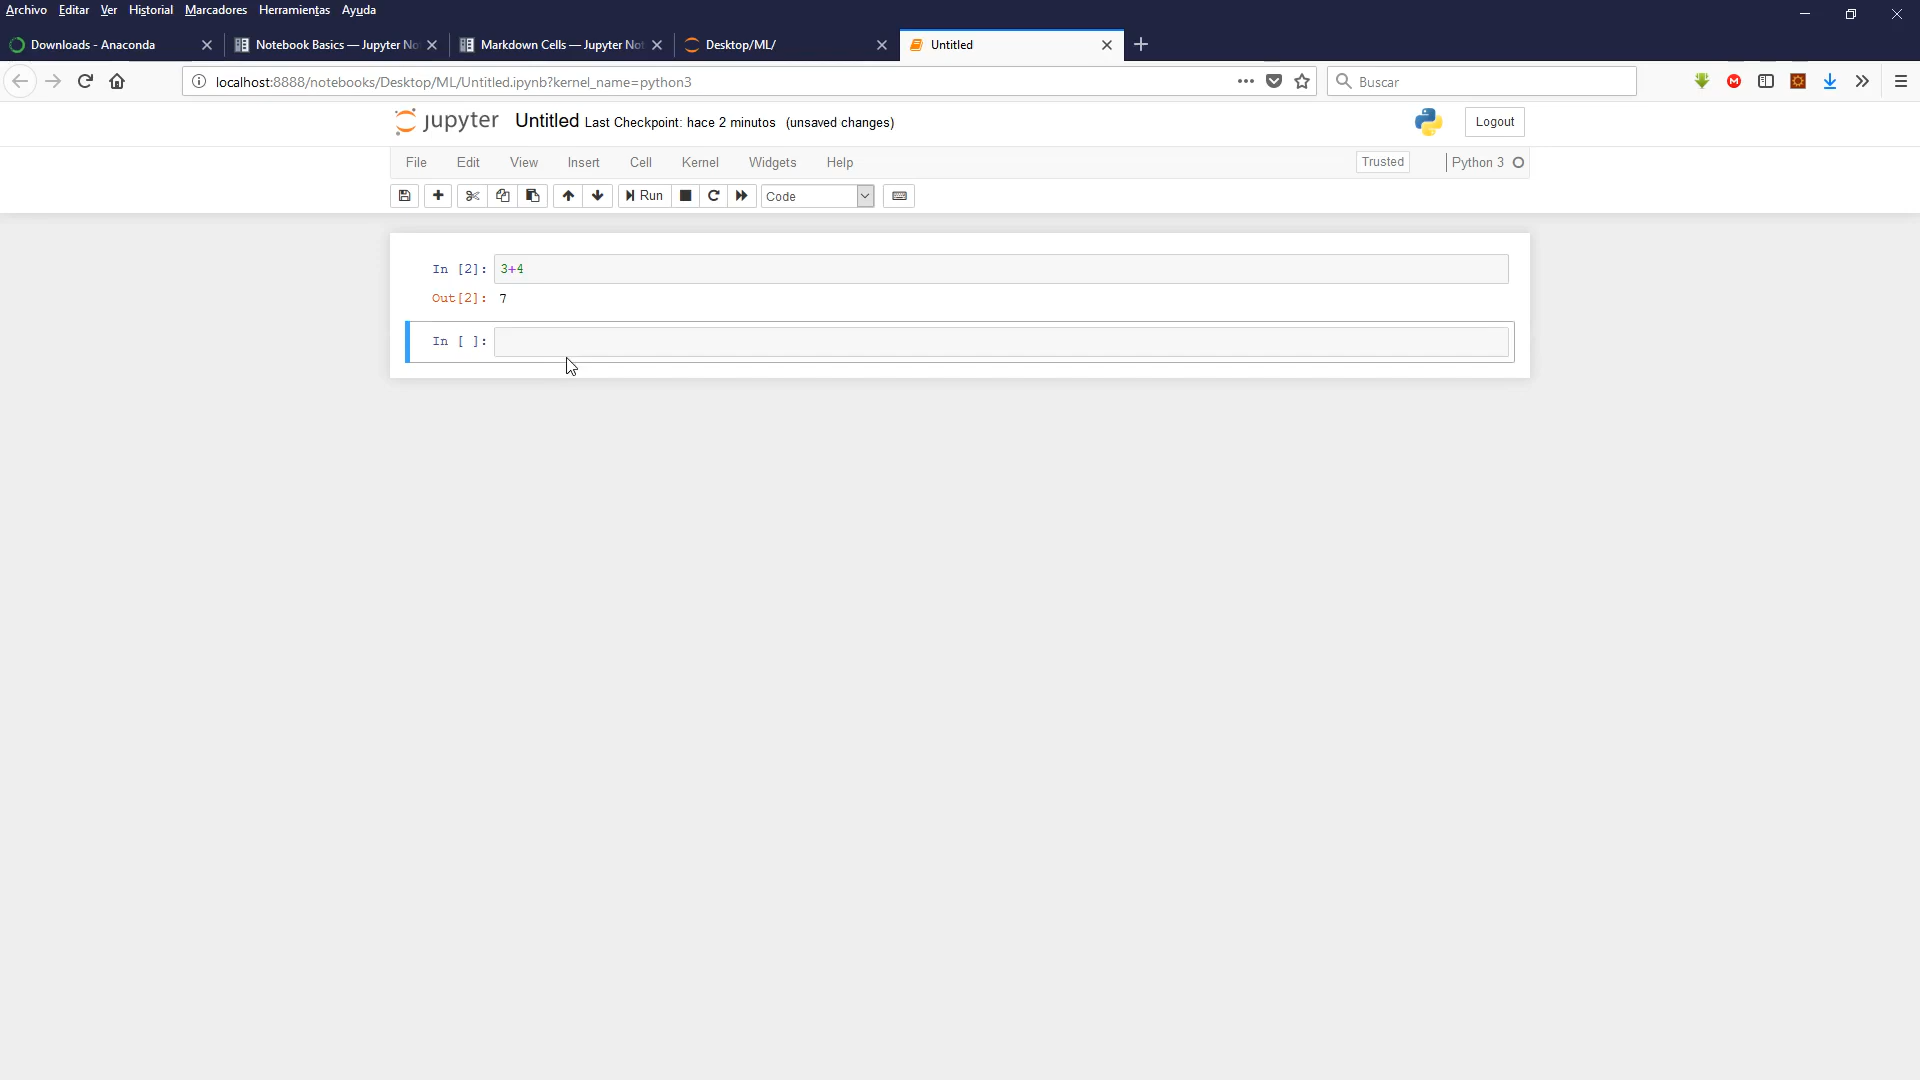 Archivo Editar Ver Historial Marcadores Herramientas Ayuda
Downloads - Anaconda Notebook Basics — Jupyter No Markdown Cells — Jupyter Not Desktop/ML/ Untitled
localhost:8888/notebooks/Desktop/ML/Untitled.ipynb?kernel_name=python3 Buscar
jupyter Untitled Last Checkpoint: hace 2 minutos (unsaved changes) Logout
File Edit View Insert Cell Kernel Widgets Help Trusted Python 3
Run Code
In [2]: 3+4
Out[2]: 7
In [ ]: